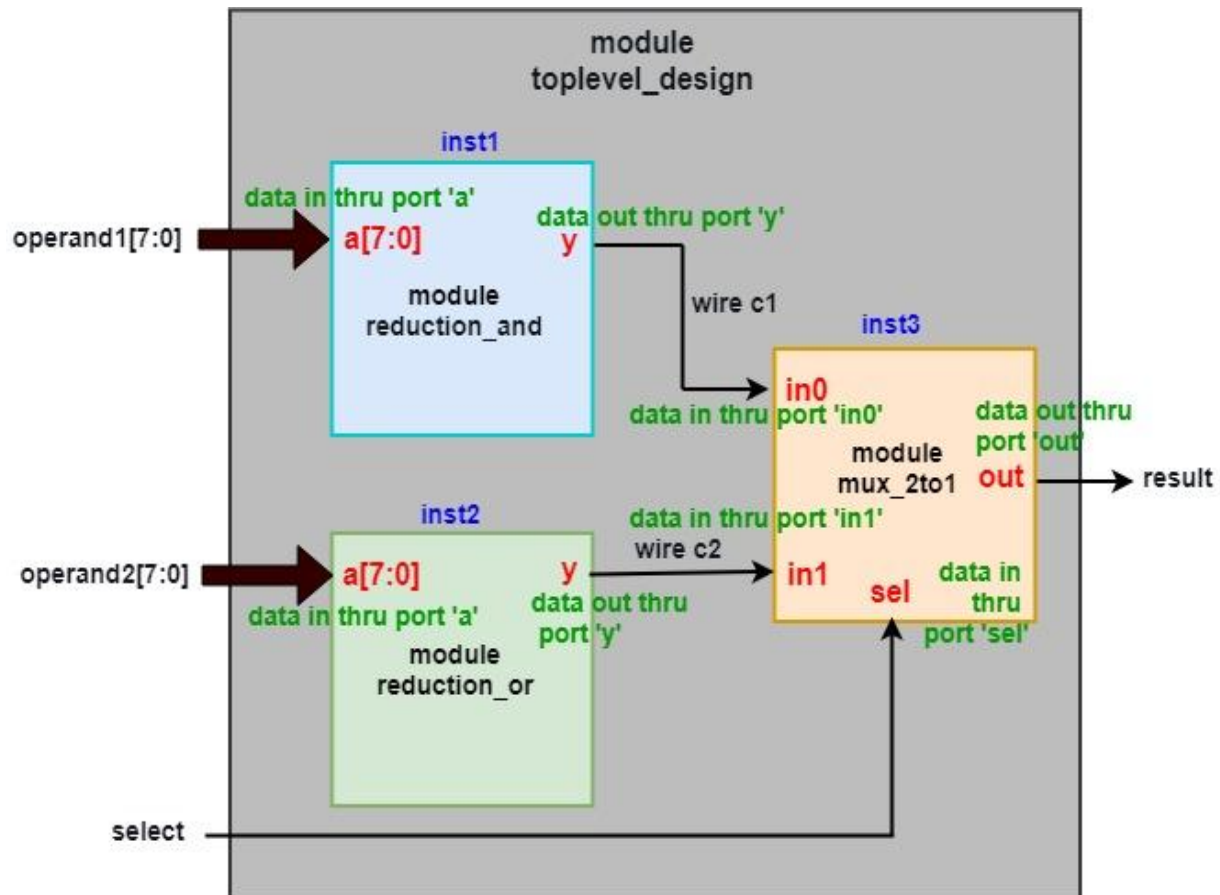 module
toplevel_design
inst1
data in thru port 'a'
operand1[7:0]
a[7:0]
data out thru port 'y'
y
module
reduction_and
wire c1
inst3
in0
data in thru port 'in0'
module
mux_2to1
data out thru
port 'out'
out
result
inst2
data in thru port 'in1'
wire c2
operand2[7:0]
a[7:0]
y
data in thru port 'a'
data out thru
port 'y'
in1
sel
data in
thru
port 'sel'
module
reduction_or
select